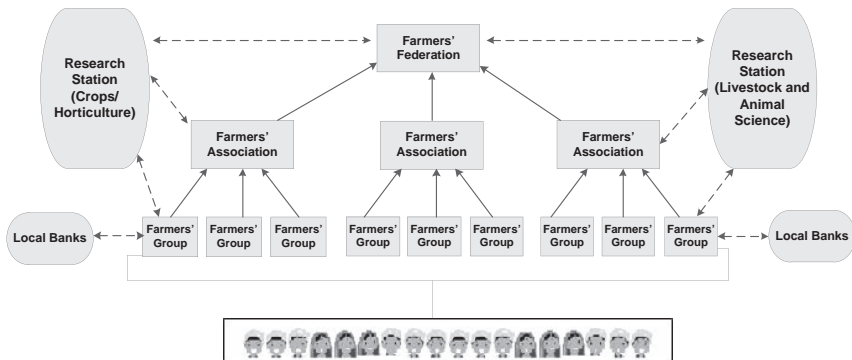 Farmers'
Federation
Research
Station
(Crops/
Horticulture)
Research
Station
(Livestock and
Animal
Science)
Farmers'
Association
Farmers'
Association
Farmers'
Association
Local Banks
Farmers'
Group
Farmers'
Group
Farmers'
Group
Farmers'
Group
Farmers'
Group
Farmers'
Group
Farmers'
Group
Farmers'
Group
Farmers'
Group
Local Banks